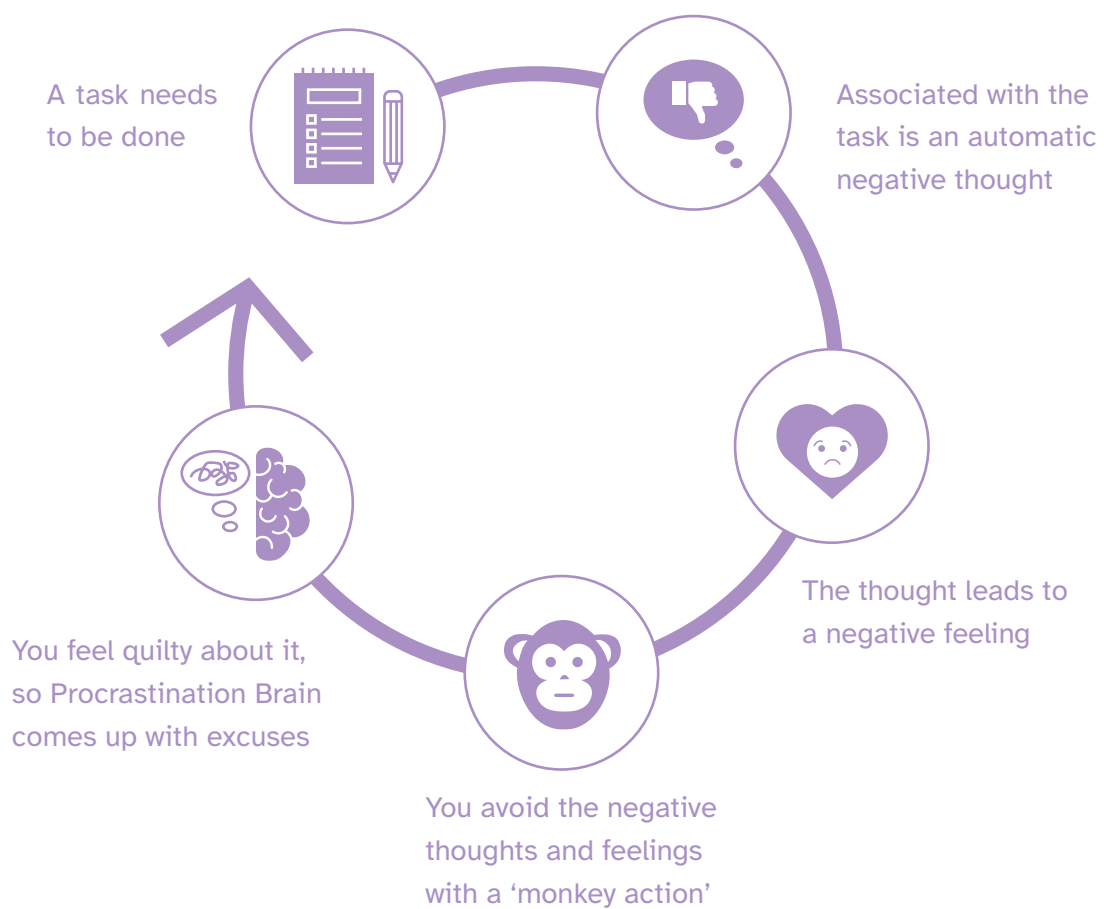 A task needs
to be done
Associated with the
task is an automatic
negative thought
The thought leads to
a negative feeling
You avoid the negative
thoughts and feelings
with a ‘monkey action’
You feel quilty about it,
so Procrastination Brain
comes up with excuses